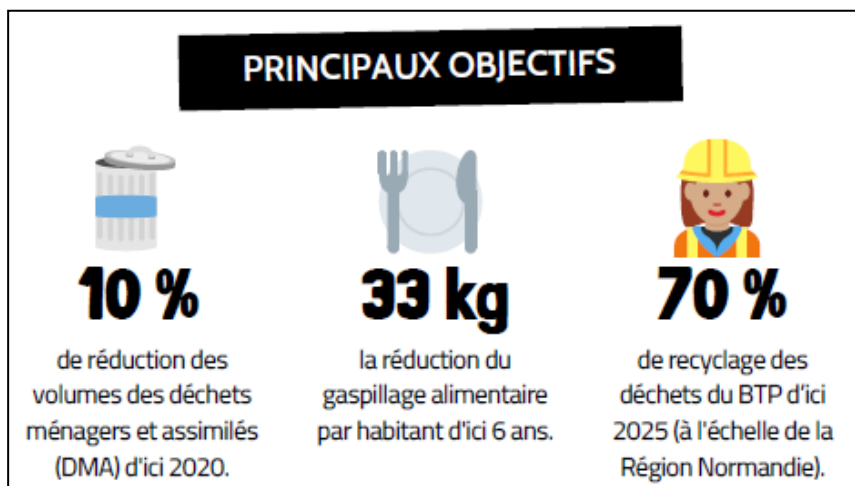 PRINCIPAUX OBJECTIFS
10 %
de réduction des
volumes des déchets
ménagers et assimilés
(DMA) d'ici 2020.
33 kg
la réduction du
gaspillage alimentaire
par habitant d'ici 6 ans.
70 %
de recyclage des
déchets du BTP d'ici
2025 (à l'échelle de la
Région Normandie).